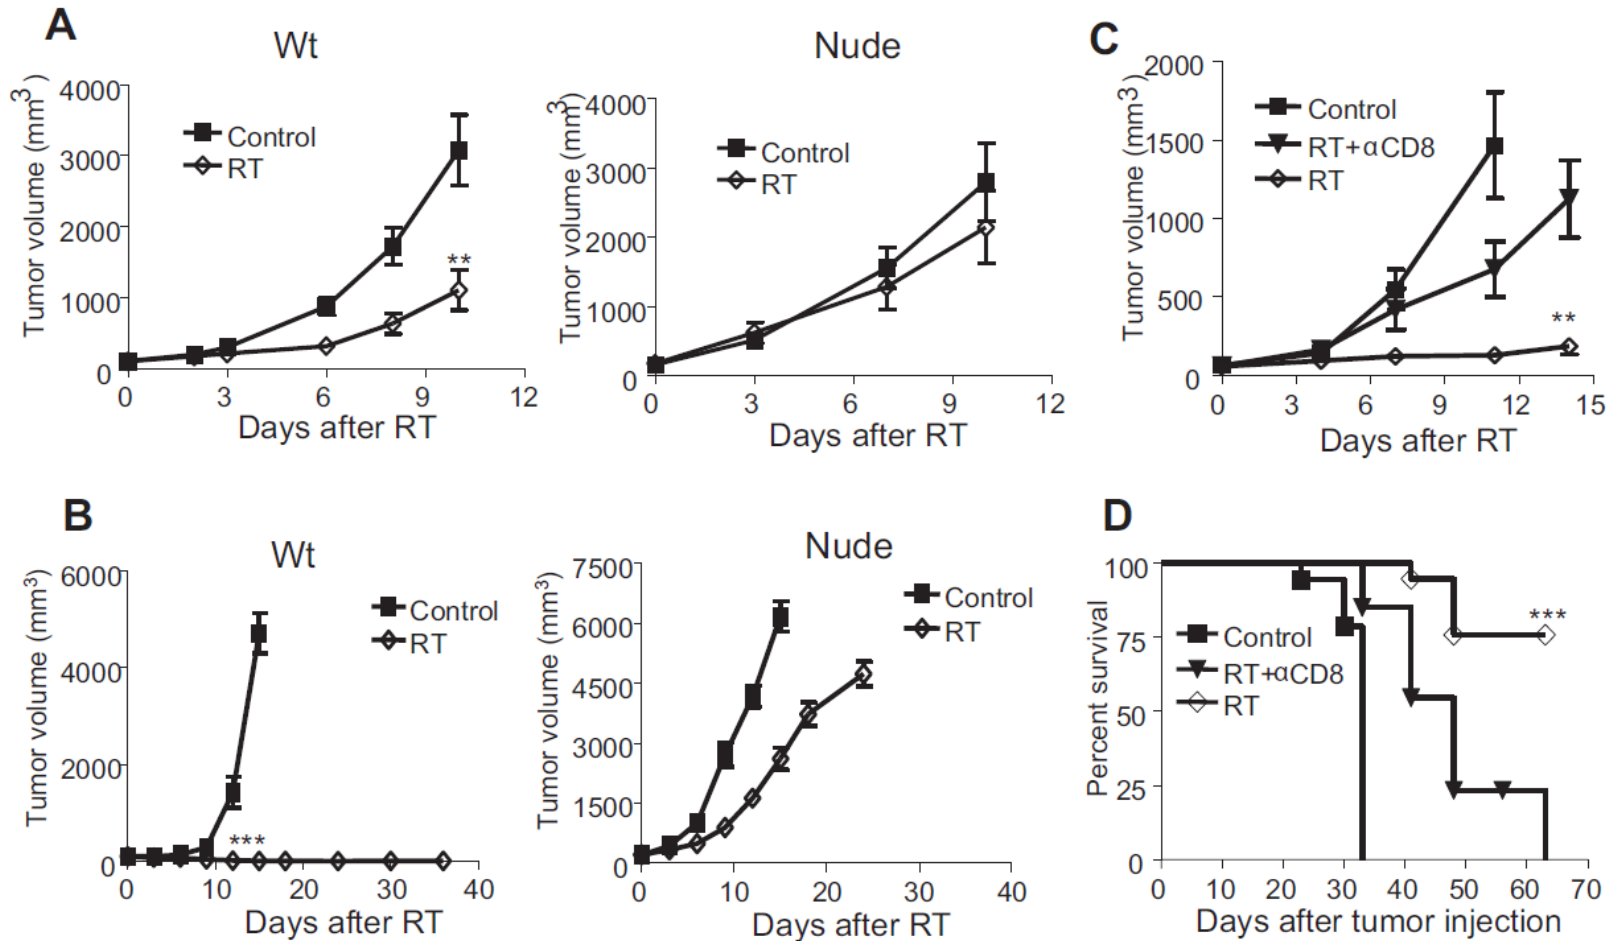 A
Wt
Tumor volume (mm³)
4000
3000
2000
1000
0
Control
RT
**
0 3 6 9 12
Days after RT
Nude
Tumor volume (mm³)
4000
3000
2000
1000
0
Control
RT
0 3 6 9 12
Days after RT
C
Tumor volume (mm³)
2000
1500
1000
500
0
Control
RT+αCD8
RT
**
0 3 6 9 12 15
Days after RT
B
Wt
Tumor volume (mm³)
6000
4000
2000
0
Control
RT
***
0 10 20 30 40
Days after RT
Nude
Tumor volume (mm³)
7500
6000
4500
3000
1500
0
Control
RT
0 10 20 30 40
Days after RT
D
Percent survival
100
75
50
25
0
Control
RT+αCD8
RT
***
0 10 20 30 40 50 60 70
Days after tumor injection